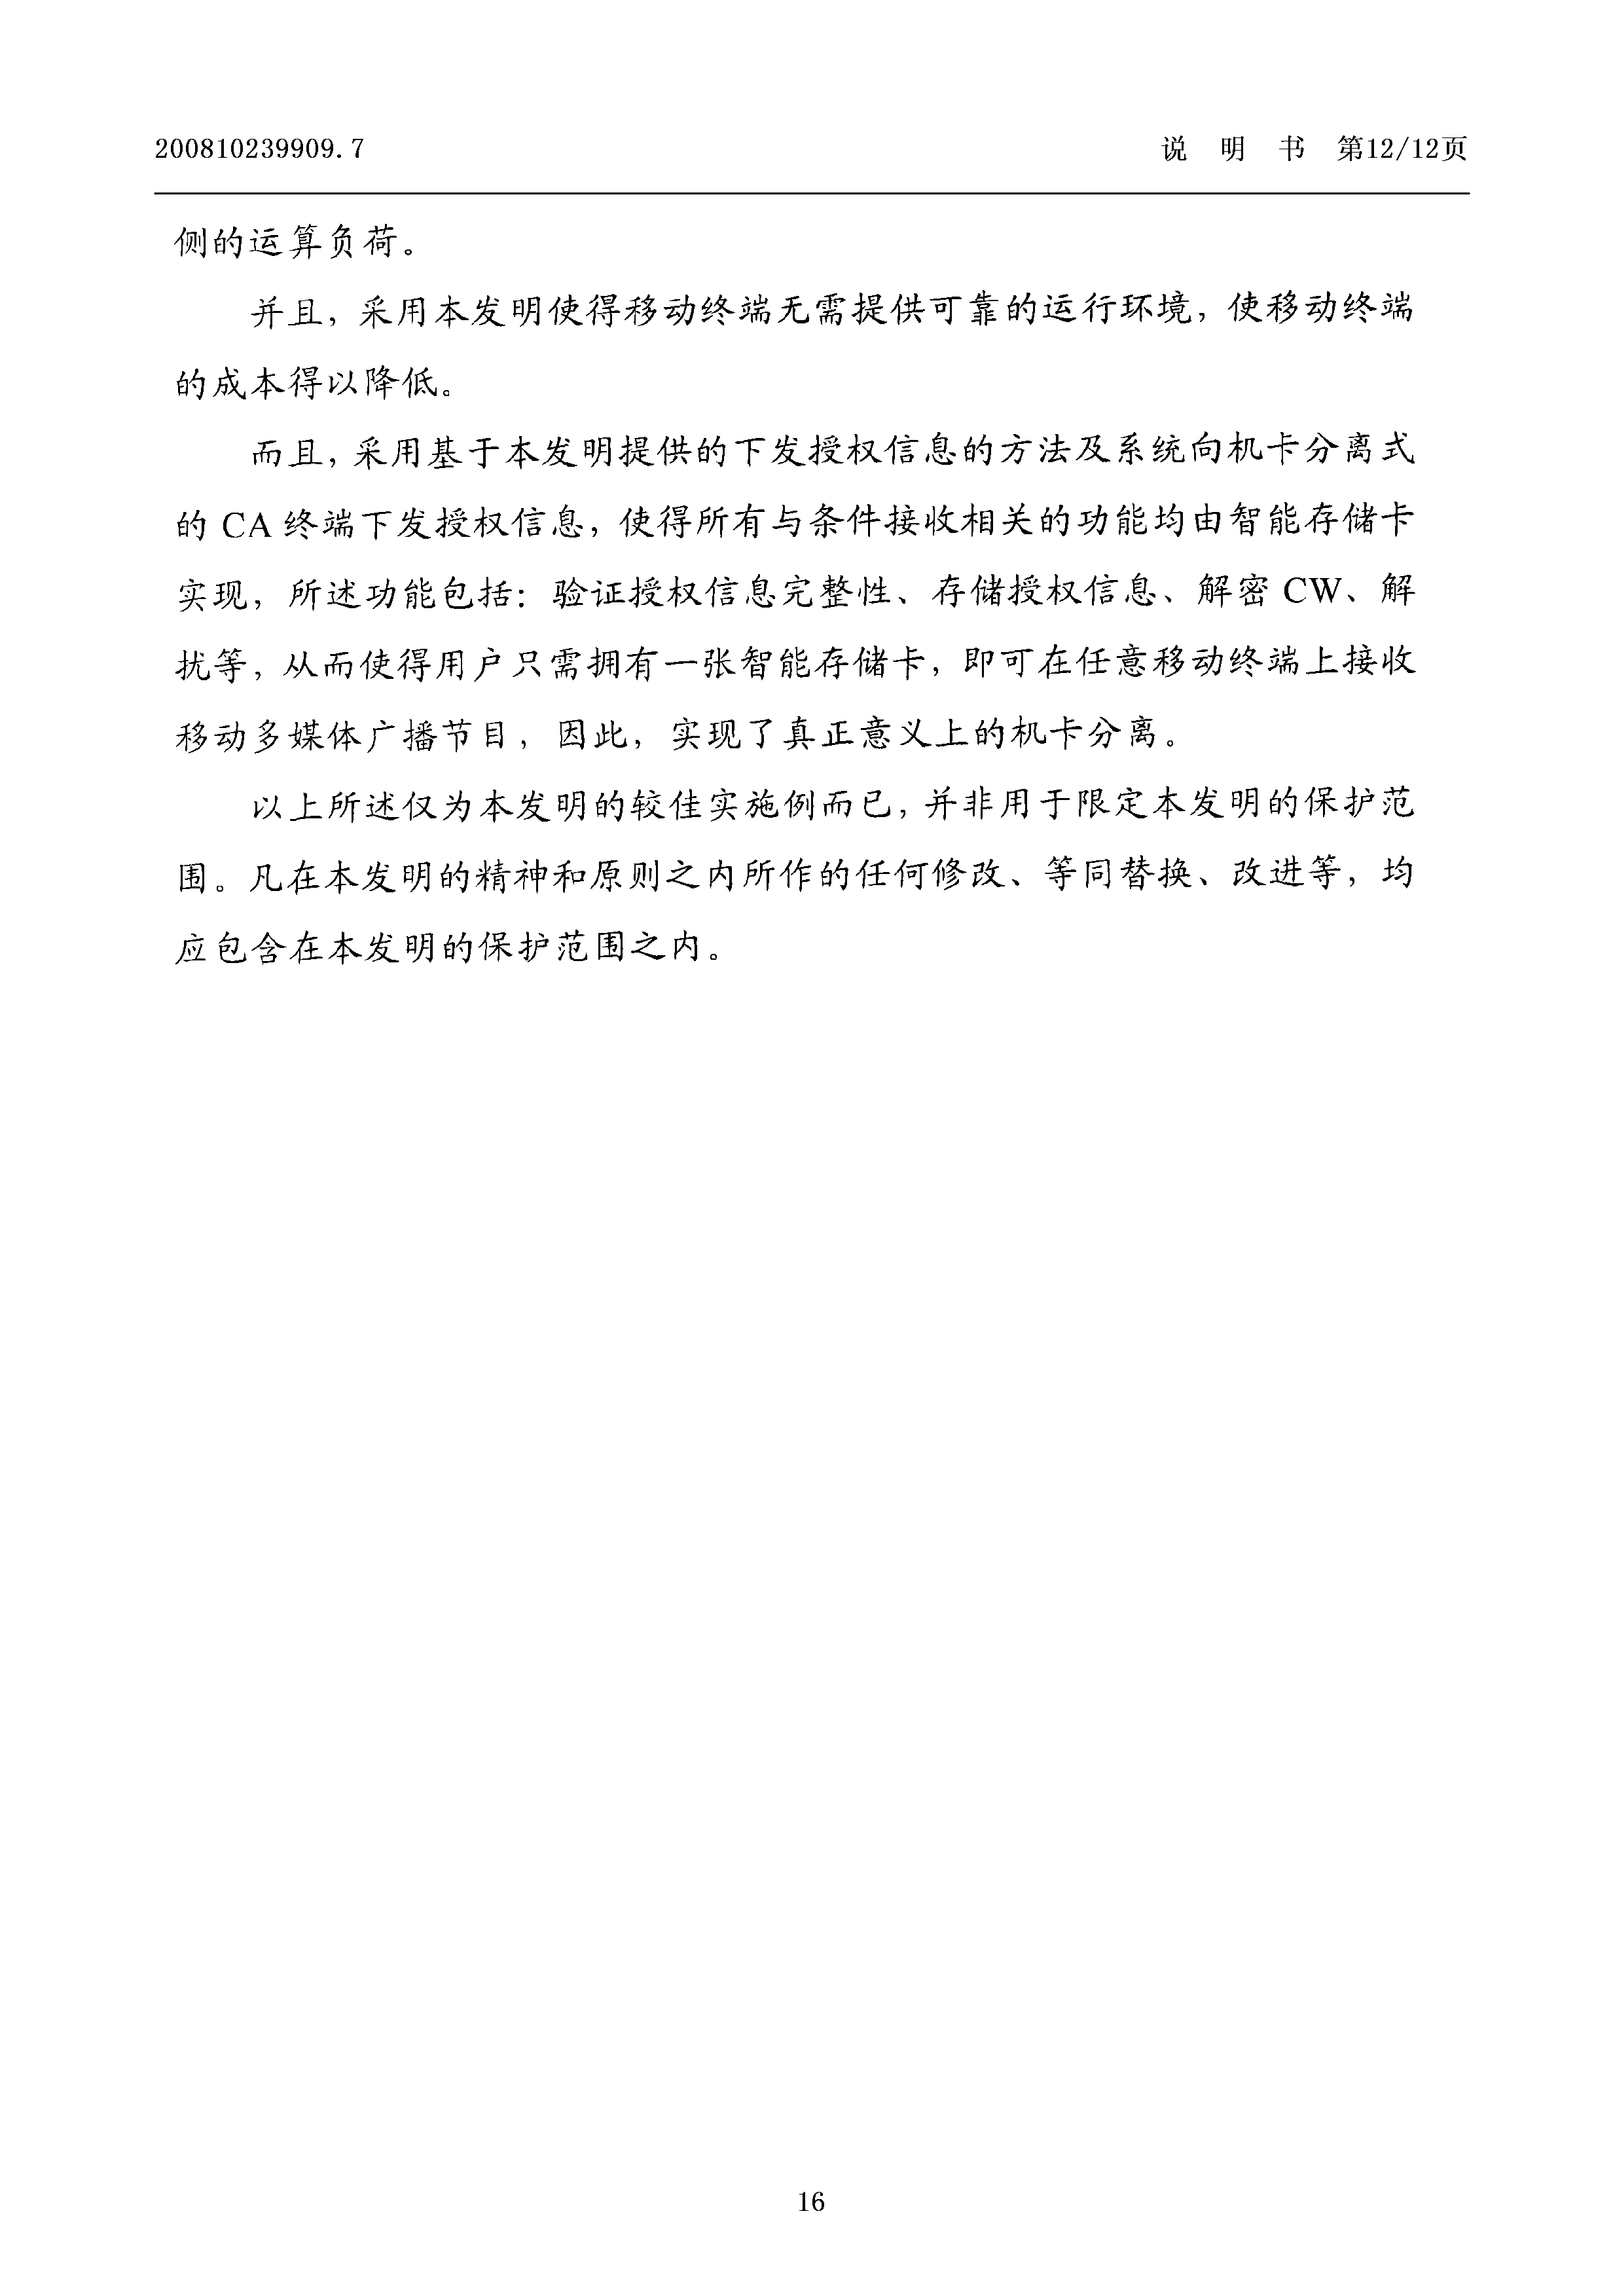 200810239909.7 说 明 书 第12/12页
侧的运算负荷。
并且，采用本发明使得移动终端无需提供可靠的运行环境，使移动终端
的成本得以降低。
而且，采用基于本发明提供的下发授权信息的方法及系统向机卡分离式
的 CA 终端下发授权信息，使得所有与条件接收相关的功能均由智能存储卡
实现，所述功能包括：验证授权信息完整性、存储授权信息、解密 CW、解
扰等，从而使得用户只需拥有一张智能存储卡，即可在任意移动终端上接收
移动多媒体广播节目，因此，实现了真正意义上的机卡分离。
以上所述仅为本发明的较佳实施例而已，并非用于限定本发明的保护范
围。凡在本发明的精神和原则之内所作的任何修改、等同替换、改进等，均
应包含在本发明的保护范围之内。
16